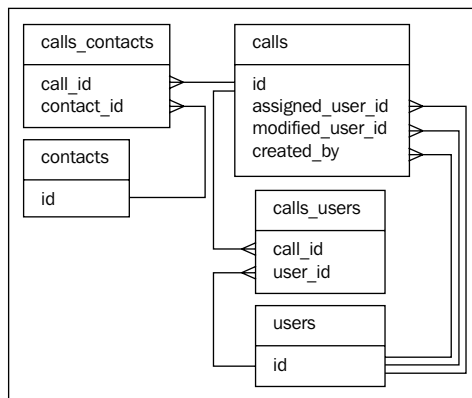 calls_contacts
call_id
contact_id
contacts
id
calls
id
assigned_user_id
modified_user_id
created_by
calls_users
call_id
user_id
users
id